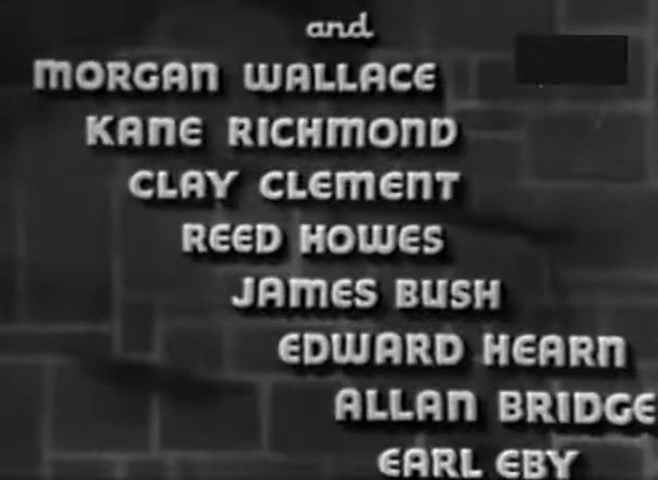 and
MORGAN WALLACE
KANE RICHMOND
CLAY CLEMENT
REED HOWES
JAMES BUSH
EDWARD HEARN
ALLAN BRIDGE
EARL EBY